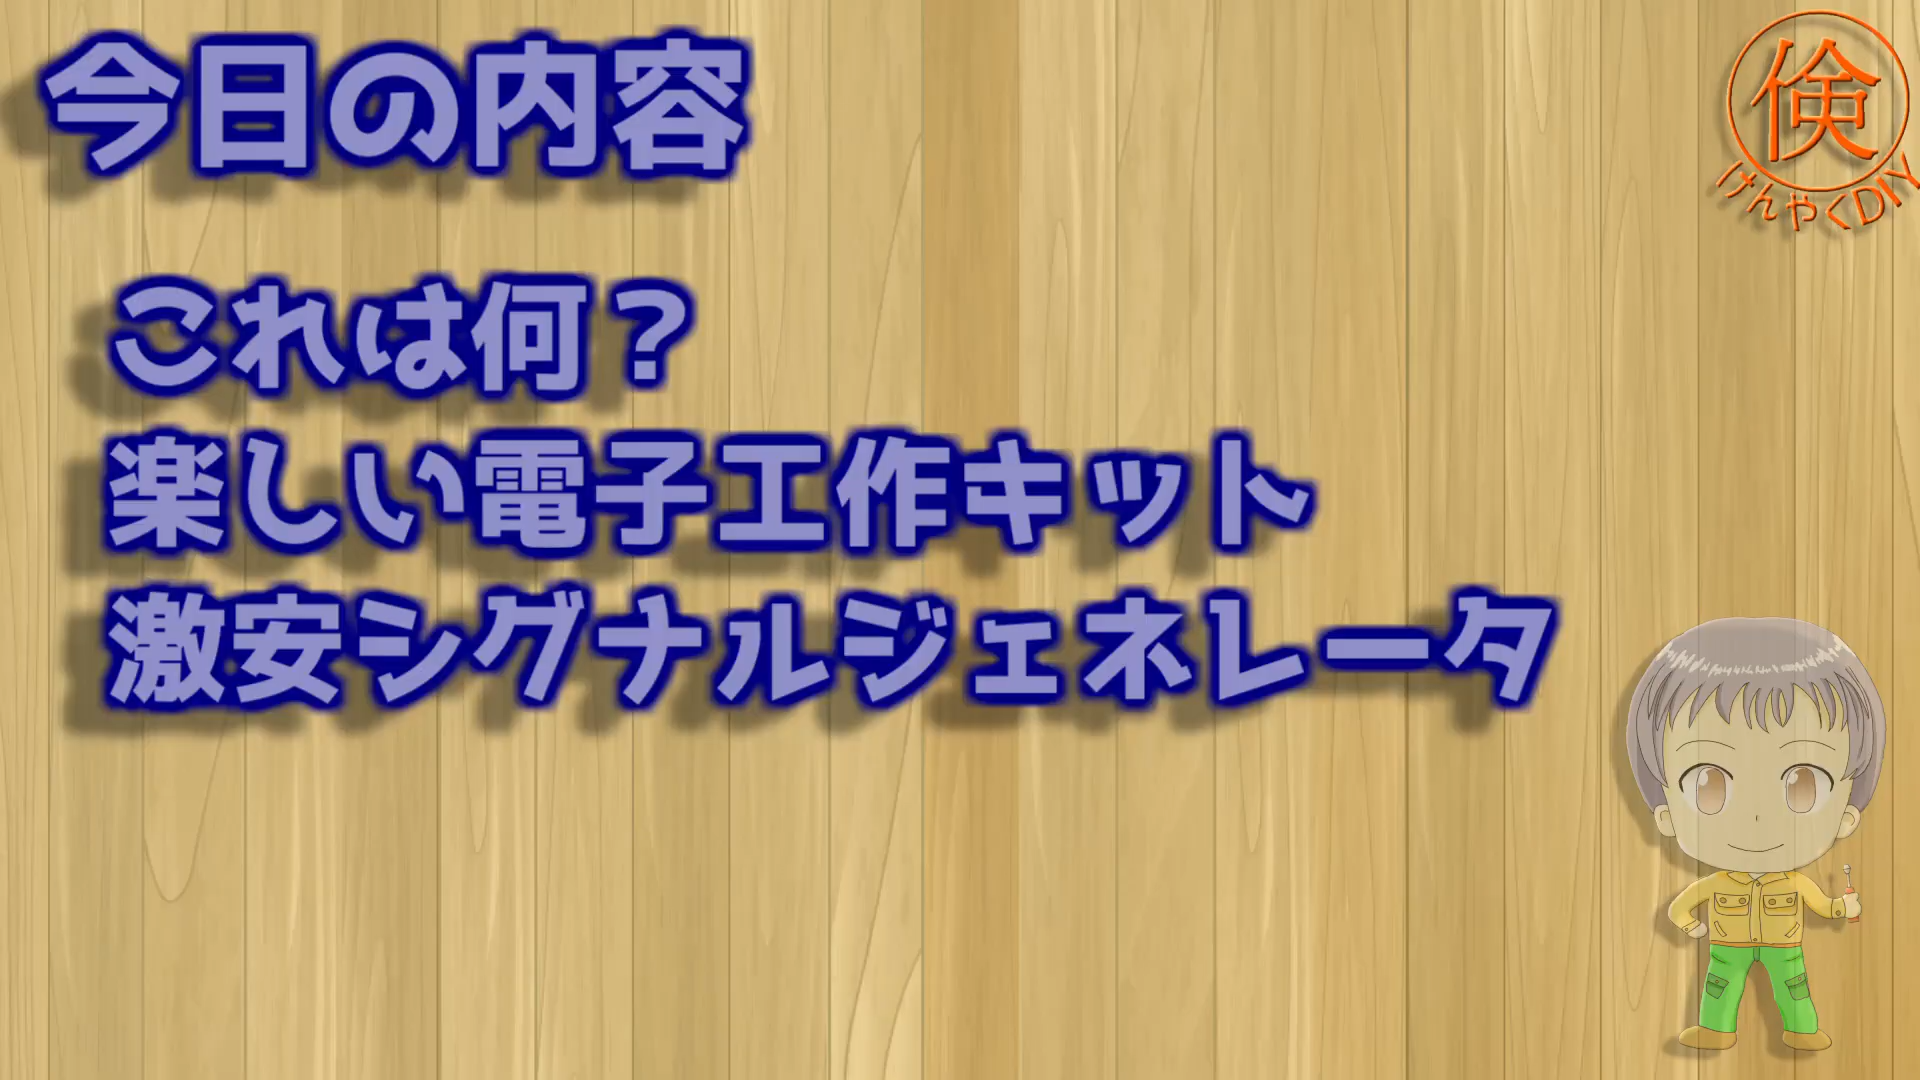 今日の内容
倹
けんやくDIY
これは何？
楽しい電子工作キット
激安シグナルジェネレータ